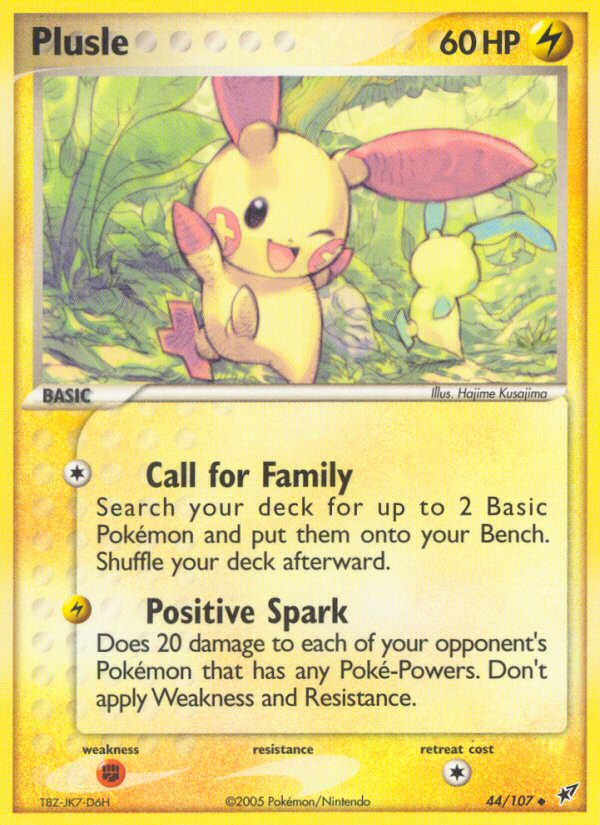 Plusle 60 HP
BASIC
Illus. Hajime Kusajima
Call for Family
Search your deck for up to 2 Basic
Pokémon and put them onto your Bench.
Shuffle your deck afterward.
Positive Spark
Does 20 damage to each of your opponent's
Pokémon that has any Poké-Powers. Don't
apply Weakness and Resistance.
weakness resistance retreat cost
T8Z-JK7-D6H ©2005 Pokémon/Nintendo 44/107